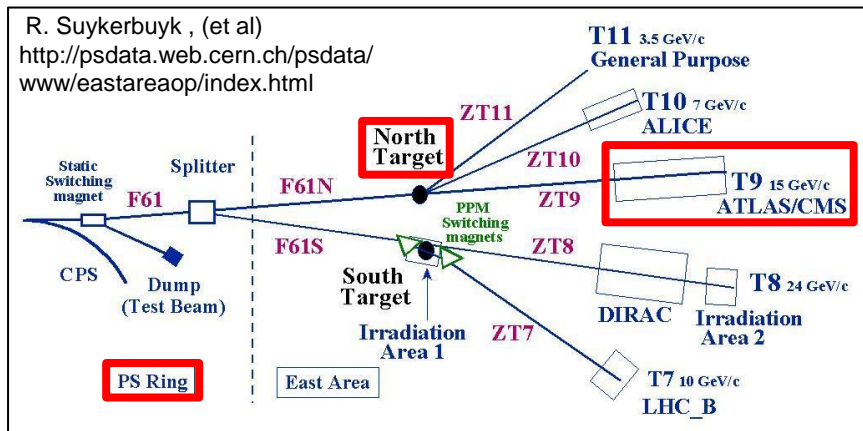 R. Suykerbuyk , (et al)
http://psdata.web.cern.ch/psdata/
www/eastareaop/index.html
T11 3.5 GeV/c
General Purpose
ZT11
T10 7 GeV/c
ALICE
North
Target
ZT10
Static
Switching
magnet
Splitter
F61
F61N
ZT9
T9 15 GeV/c
ATLAS/CMS
PPM
Switching
magnets
F61S
ZT8
CPS
Dump
(Test Beam)
South
Target
T8 24 GeV/c
DIRAC
Irradiation
Area 2
Irradiation
Area 1
ZT7
PS Ring
East Area
T7 10 GeV/c
LHC_B